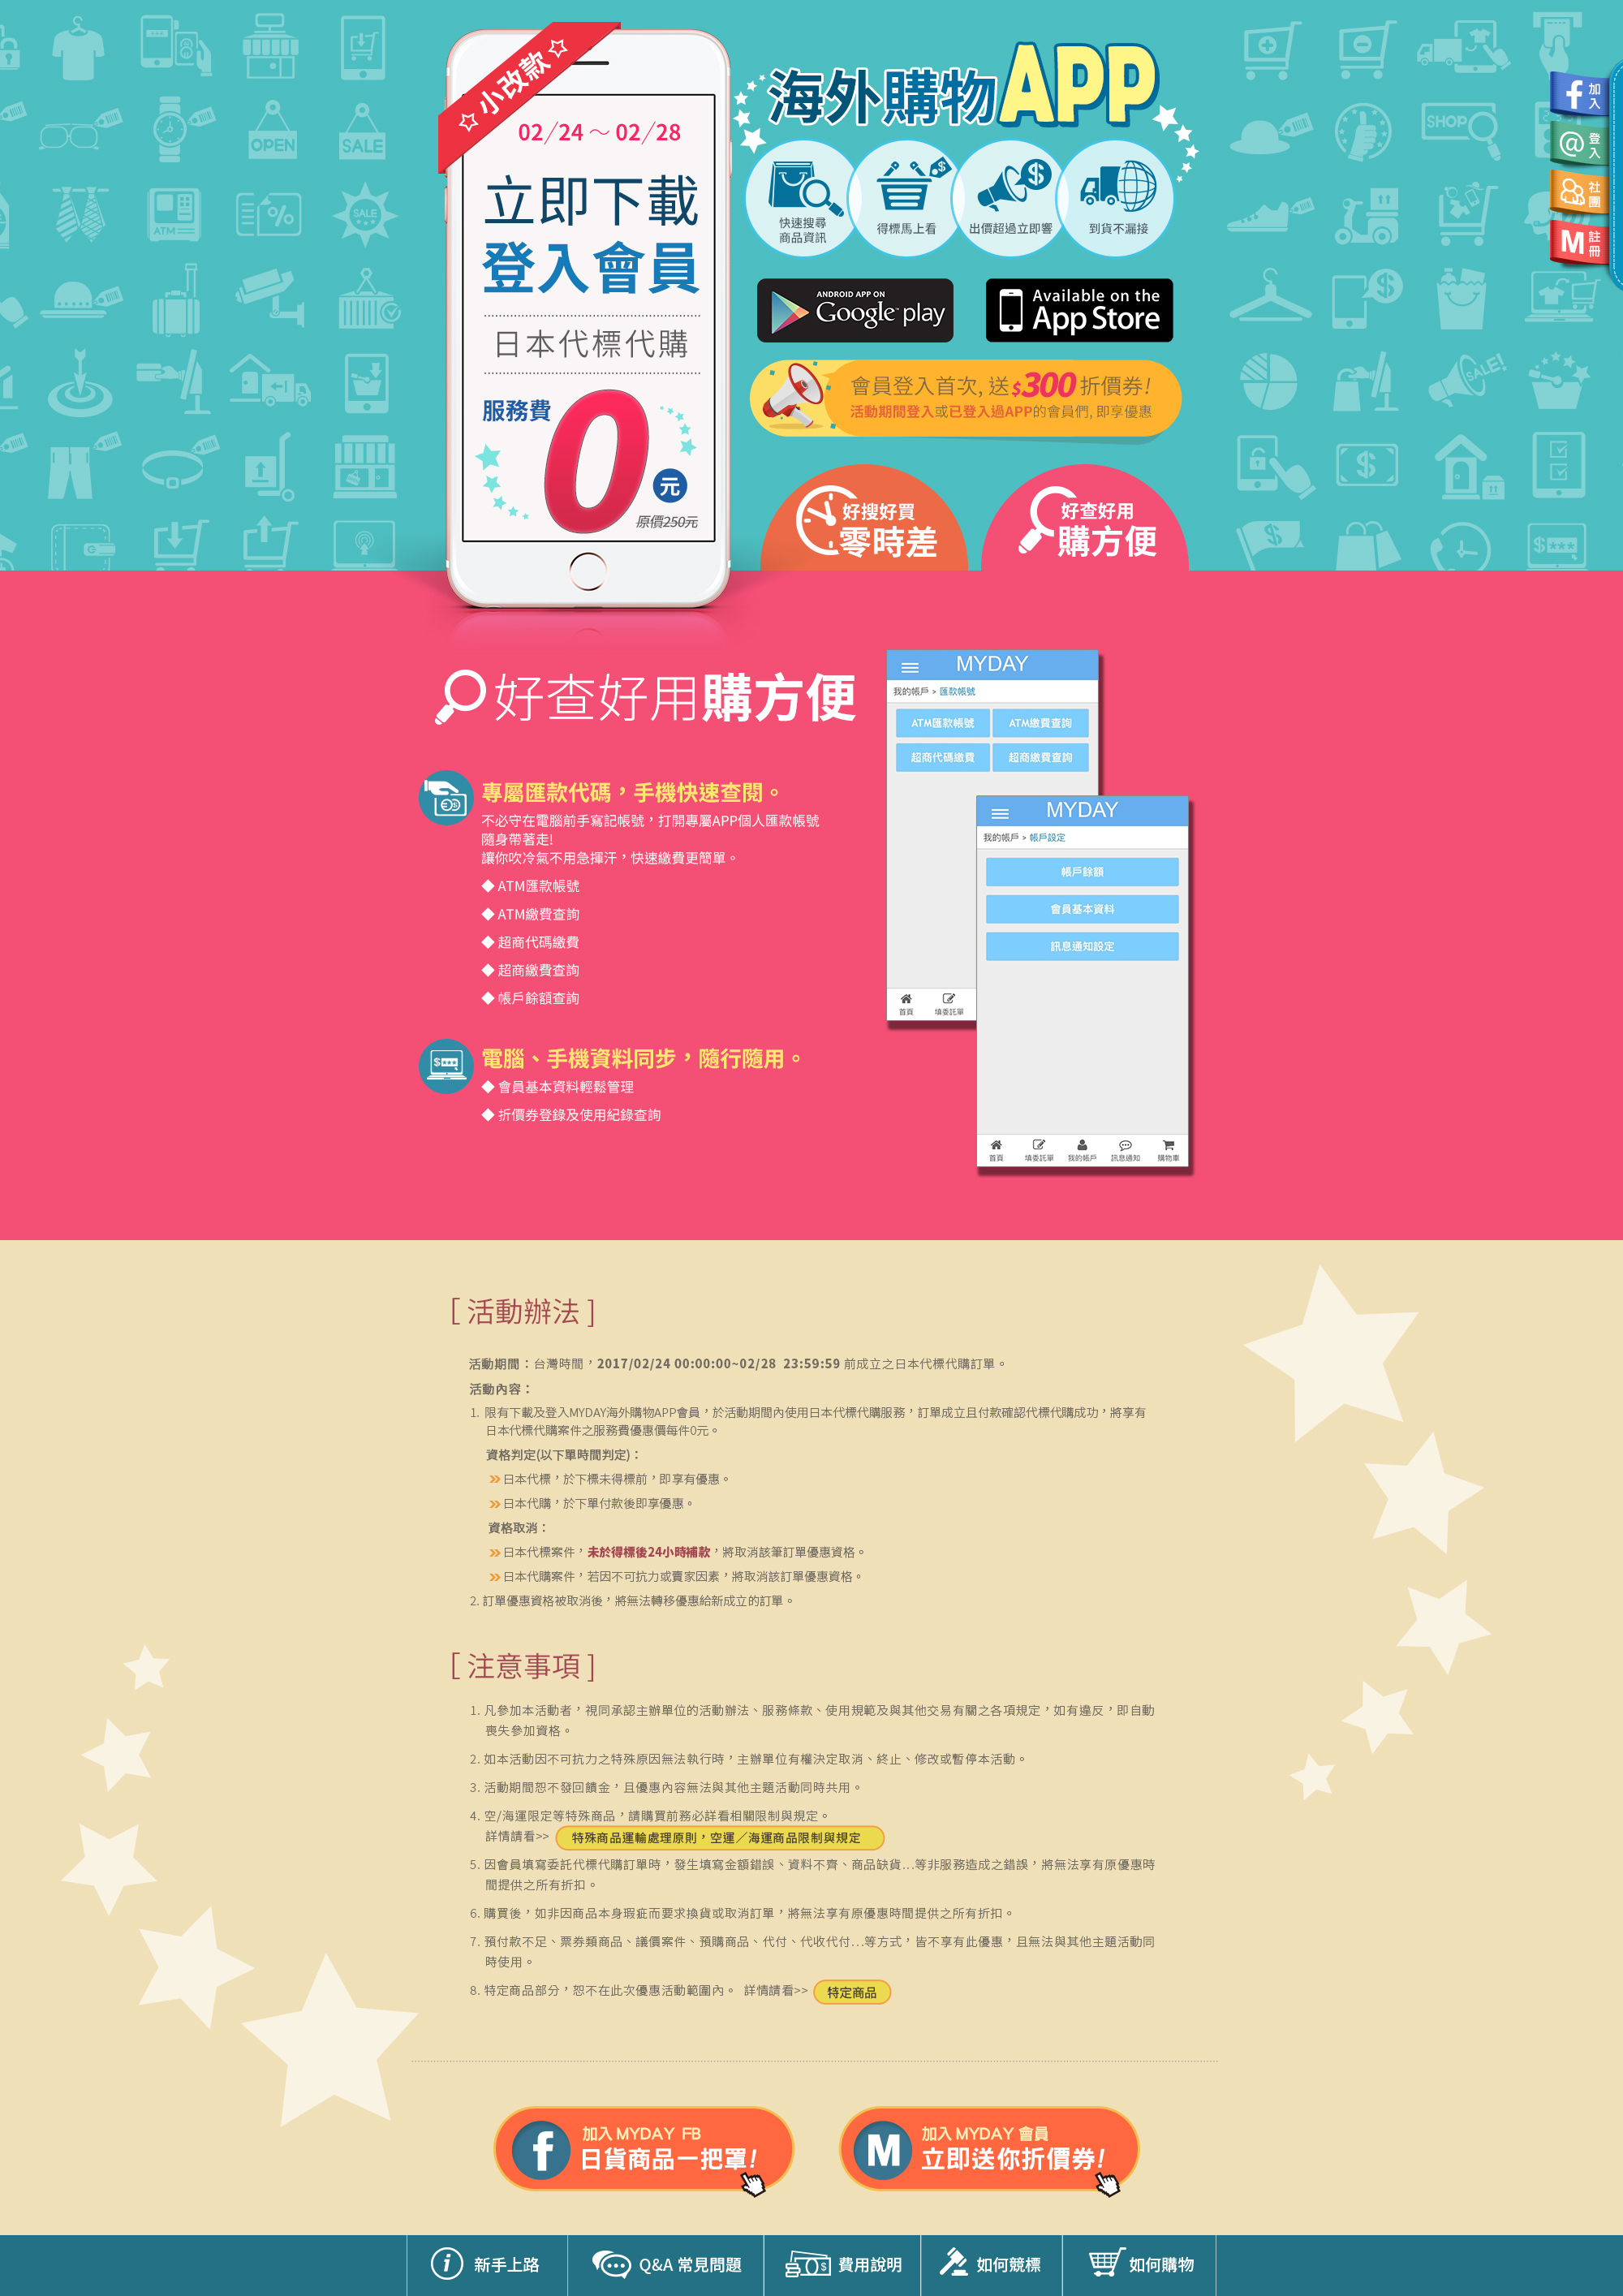 小改款
02/24～02/28
立即下載
登入會員
日本代標代購
服務費
0
元
原價250元
海外購物APP
快速搜尋
商品資訊
得標馬上看
出價超過立即響
到貨不漏接
ANDROID APP ON
Google play
Available on the
App Store
會員登入首次, 送$300折價券!
活動期間登入或已登入過APP的會員們, 即享優惠
好搜好買
零時差
好查好用
購方便
加入
@ 登入
社團
M 註冊
OPEN
SALE
SALE
ATM
SHOP
SALE!
好查好用購方便
專屬匯款代碼，手機快速查閱。
不必守在電腦前手寫記帳號，打開專屬APP個人匯款帳號
隨身帶著走!
讓你吹冷氣不用急揮汗，快速繳費更簡單。
◆ ATM匯款帳號
◆ ATM繳費查詢
◆ 超商代碼繳費
◆ 超商繳費查詢
◆ 帳戶餘額查詢
電腦、手機資料同步，隨行隨用。
◆ 會員基本資料輕鬆管理
◆ 折價券登錄及使用紀錄查詢
MYDAY
我的帳戶 > 匯款帳號
ATM匯款帳號 ATM繳費查詢
超商代碼繳費 超商繳費查詢
首頁 填委託單
MYDAY
我的帳戶 > 帳戶設定
帳戶餘額
會員基本資料
訊息通知設定
首頁 填委託單 我的帳戶 訊息通知 購物車
[ 活動辦法 ]
活動期間：台灣時間，2017/02/24 00:00:00~02/28 23:59:59 前成立之日本代標代購訂單。
活動內容：
1. 限有下載及登入MYDAY海外購物APP會員，於活動期間內使用日本代標代購服務，訂單成立且付款確認代標代購成功，將享有
日本代標代購案件之服務費優惠價每件0元。
資格判定(以下單時間判定)：
日本代標，於下標未得標前，即享有優惠。
日本代購，於下單付款後即享優惠。
資格取消：
日本代標案件，未於得標後24小時補款，將取消該筆訂單優惠資格。
日本代購案件，若因不可抗力或賣家因素，將取消該訂單優惠資格。
2. 訂單優惠資格被取消後，將無法轉移優惠給新成立的訂單。
[ 注意事項 ]
1. 凡參加本活動者，視同承認主辦單位的活動辦法、服務條款、使用規範及與其他交易有關之各項規定，如有違反，即自動
喪失參加資格。
2. 如本活動因不可抗力之特殊原因無法執行時，主辦單位有權決定取消、終止、修改或暫停本活動。
3. 活動期間恕不發回饋金，且優惠內容無法與其他主題活動同時共用。
4. 空/海運限定等特殊商品，請購買前務必詳看相關限制與規定。
詳情請看>> 特殊商品運輸處理原則，空運／海運商品限制與規定
5. 因會員填寫委託代標代購訂單時，發生填寫金額錯誤、資料不齊、商品缺貨...等非服務造成之錯誤，將無法享有原優惠時
間提供之所有折扣。
6. 購買後，如非因商品本身瑕疵而要求換貨或取消訂單，將無法享有原優惠時間提供之所有折扣。
7. 預付款不足、票券類商品、議價案件、預購商品、代付、代收代付...等方式，皆不享有此優惠，且無法與其他主題活動同
時使用。
8. 特定商品部分，恕不在此次優惠活動範圍內。 詳情請看>> 特定商品
加入 MYDAY FB
日貨商品一把罩!
M
加入 MYDAY 會員
立即送你折價券!
新手上路
Q&A 常見問題
費用說明
如何競標
如何購物